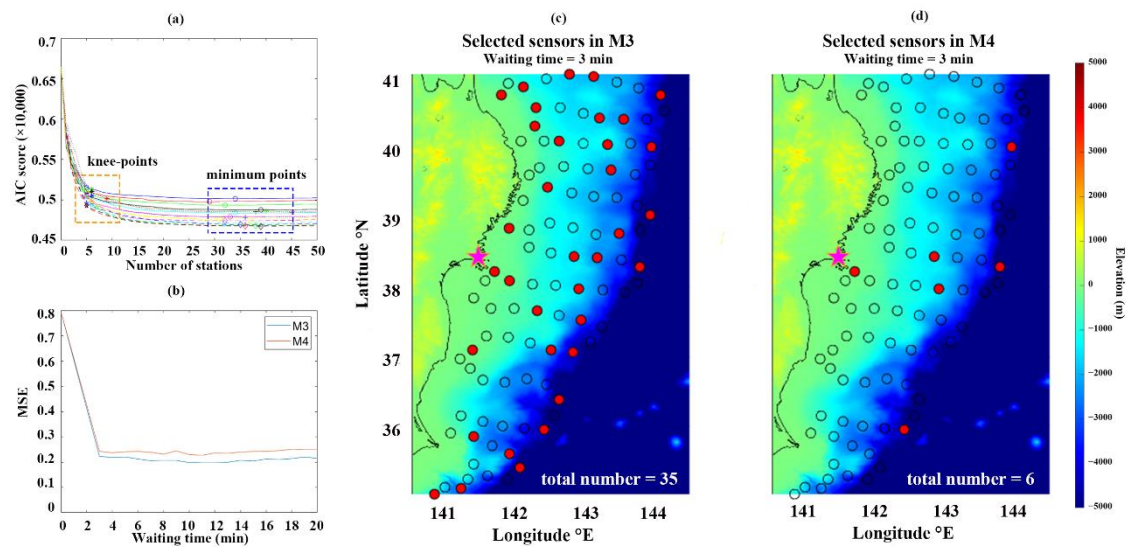 (a)
0.7
0.65
0.6
0.55
0.5
0.45
AIC score (×10,000)
knee-points
minimum points
0 5 10 15 20 25 30 35 40 45 50
Number of stations
(b)
0.8
0.7
0.6
0.5
0.4
0.3
0.2
0.1
0
MSE
M3
M4
0 2 4 6 8 10 12 14 16 18 20
Waiting time (min)
(c)
Selected sensors in M3
Waiting time = 3 min
41
40
39
38
37
36
Latitude °N
total number = 35
141 142 143 144
Longitude °E
(d)
Selected sensors in M4
Waiting time = 3 min
total number = 6
141 142 143 144
Longitude °E
5000
4000
3000
2000
1000
0
−1000
−2000
−3000
−4000
−5000
Elevation (m)